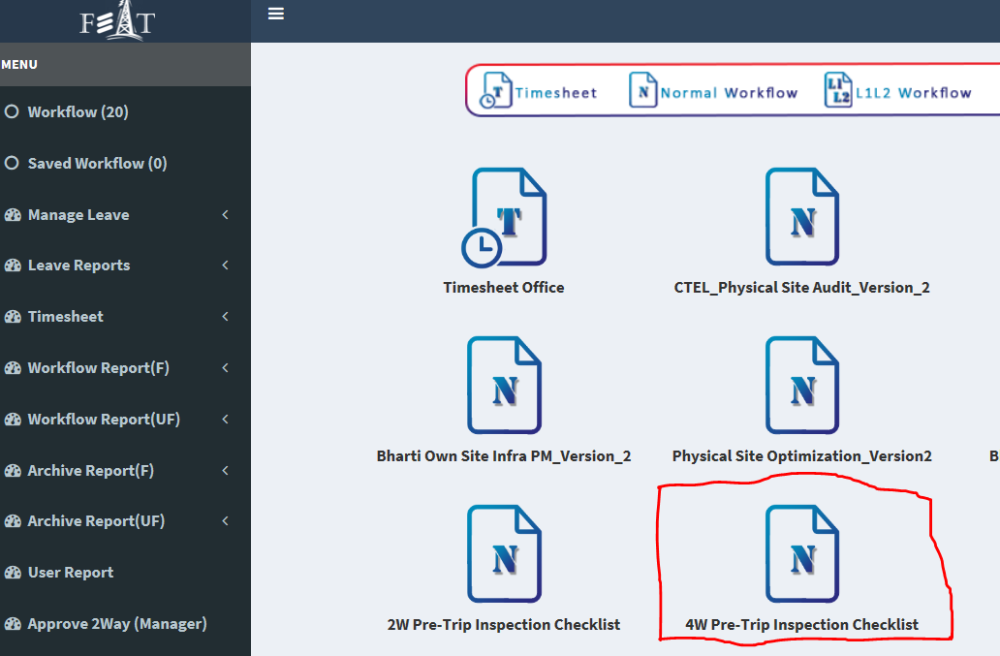 FEAT
MENU
Workflow (20)
Saved Workflow (0)
Manage Leave
Leave Reports
Timesheet
Workflow Report(F)
Workflow Report(UF)
Archive Report(F)
Archive Report(UF)
User Report
Approve 2Way (Manager)
T Timesheet
N Normal Workflow
L1 L2 L1L2 Workflow
T
Timesheet Office
N
CTEL_Physical Site Audit_Version_2
N
Bharti Own Site Infra PM_Version_2
N
Physical Site Optimization_Version2
B
N
2W Pre-Trip Inspection Checklist
N
4W Pre-Trip Inspection Checklist